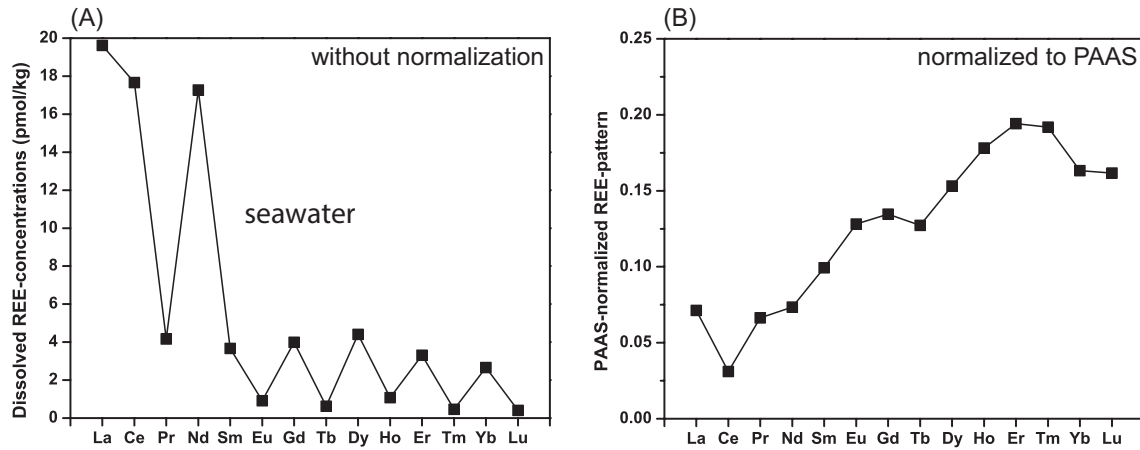 (A)
without normalization
seawater
Dissolved REE-concentrations (pmol/kg)
20
18
16
14
12
10
8
6
4
2
0
La Ce Pr Nd Sm Eu Gd Tb Dy Ho Er Tm Yb Lu
(B)
normalized to PAAS
PAAS-normalized REE-pattern
0.25
0.20
0.15
0.10
0.05
0.00
La Ce Pr Nd Sm Eu Gd Tb Dy Ho Er Tm Yb Lu